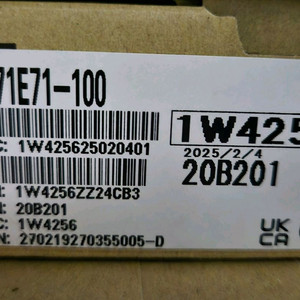 71E71-100
C: 1W425625020401
1W425
2025/2/4
20B201
N: 1W4256ZZ24CB3
: 20B201
C: 1W4256
N: 270219270355005-D
UK
CA